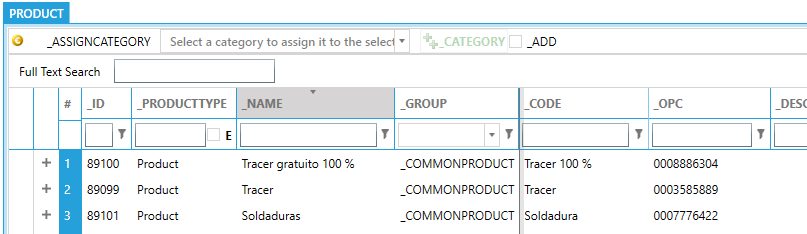 PRODUCT
_ASSIGNCATEGORY Select a category to assign it to the select _CATEGORY _ADD
Full Text Search
# _ID _PRODUCTTYPE _NAME _GROUP _CODE _OPC _DESC
E
1 89100 Product Tracer gratuito 100 % _COMMONPRODUCT Tracer 100 % 0008886304
2 89099 Product Tracer _COMMONPRODUCT Tracer 0003585889
3 89101 Product Soldaduras _COMMONPRODUCT Soldadura 0007776422